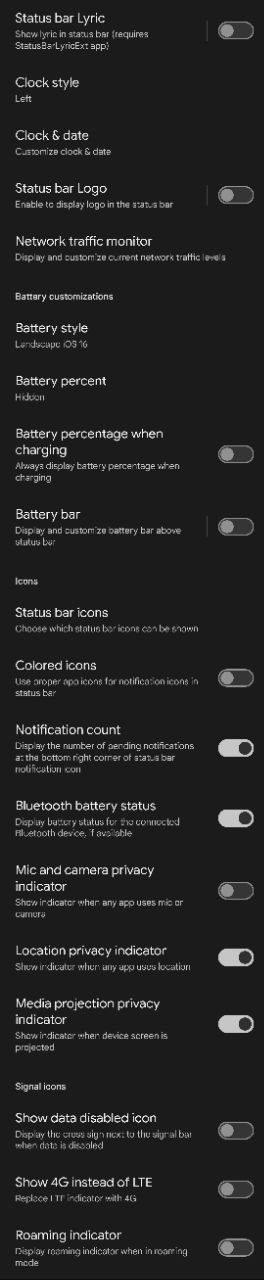 Status bar Lyric
Show lyric in status bar (requires
StatusBarLyricExt app)
Clock style
Left
Clock & date
Customize clock & date
Status bar Logo
Enable to display logo in the status bar
Network traffic monitor
Display and customize current network traffic levels
Battery customizations
Battery style
Landscape iOS 16
Battery percent
Hidden
Battery percentage when
charging
Always display battery percentage when
charging
Battery bar
Display and customize battery bar above
status bar
Icons
Status bar icons
Choose which status bar icons can be shown
Colored icons
Use proper app icons for notification icons in
status bar
Notification count
Display the number of pending notifications
at the bottom right corner of status bar
notification icon
Bluetooth battery status
Display battery status for the connected
Bluetooth device, if available
Mic and camera privacy
indicator
Show indicator when any app uses mic or
camera
Location privacy indicator
Show indicator when any app uses location
Media projection privacy
indicator
Show indicator when device screen is
projected
Signal icons
Show data disabled icon
Display the cross sign next to the signal bar
when data is disabled
Show 4G instead of LTE
Replace LTE indicator with 4G
Roaming indicator
Display roaming indicator when in roaming
mode